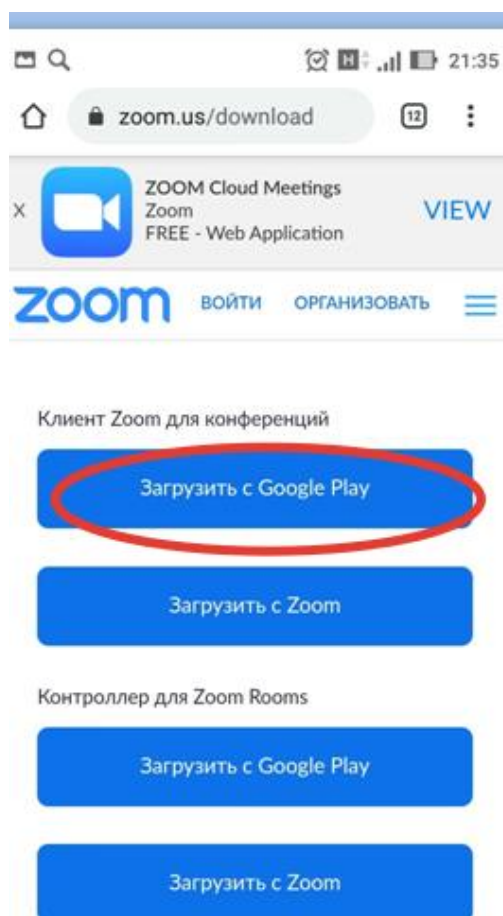 21:35
zoom.us/download
12
ZOOM Cloud Meetings
Zoom
FREE - Web Application
X
VIEW
zoom ВОЙТИ ОРГАНИЗОВАТЬ
Клиент Zoom для конференций
Загрузить с Google Play
Загрузить с Zoom
Контроллер для Zoom Rooms
Загрузить с Google Play
Загрузить с Zoom